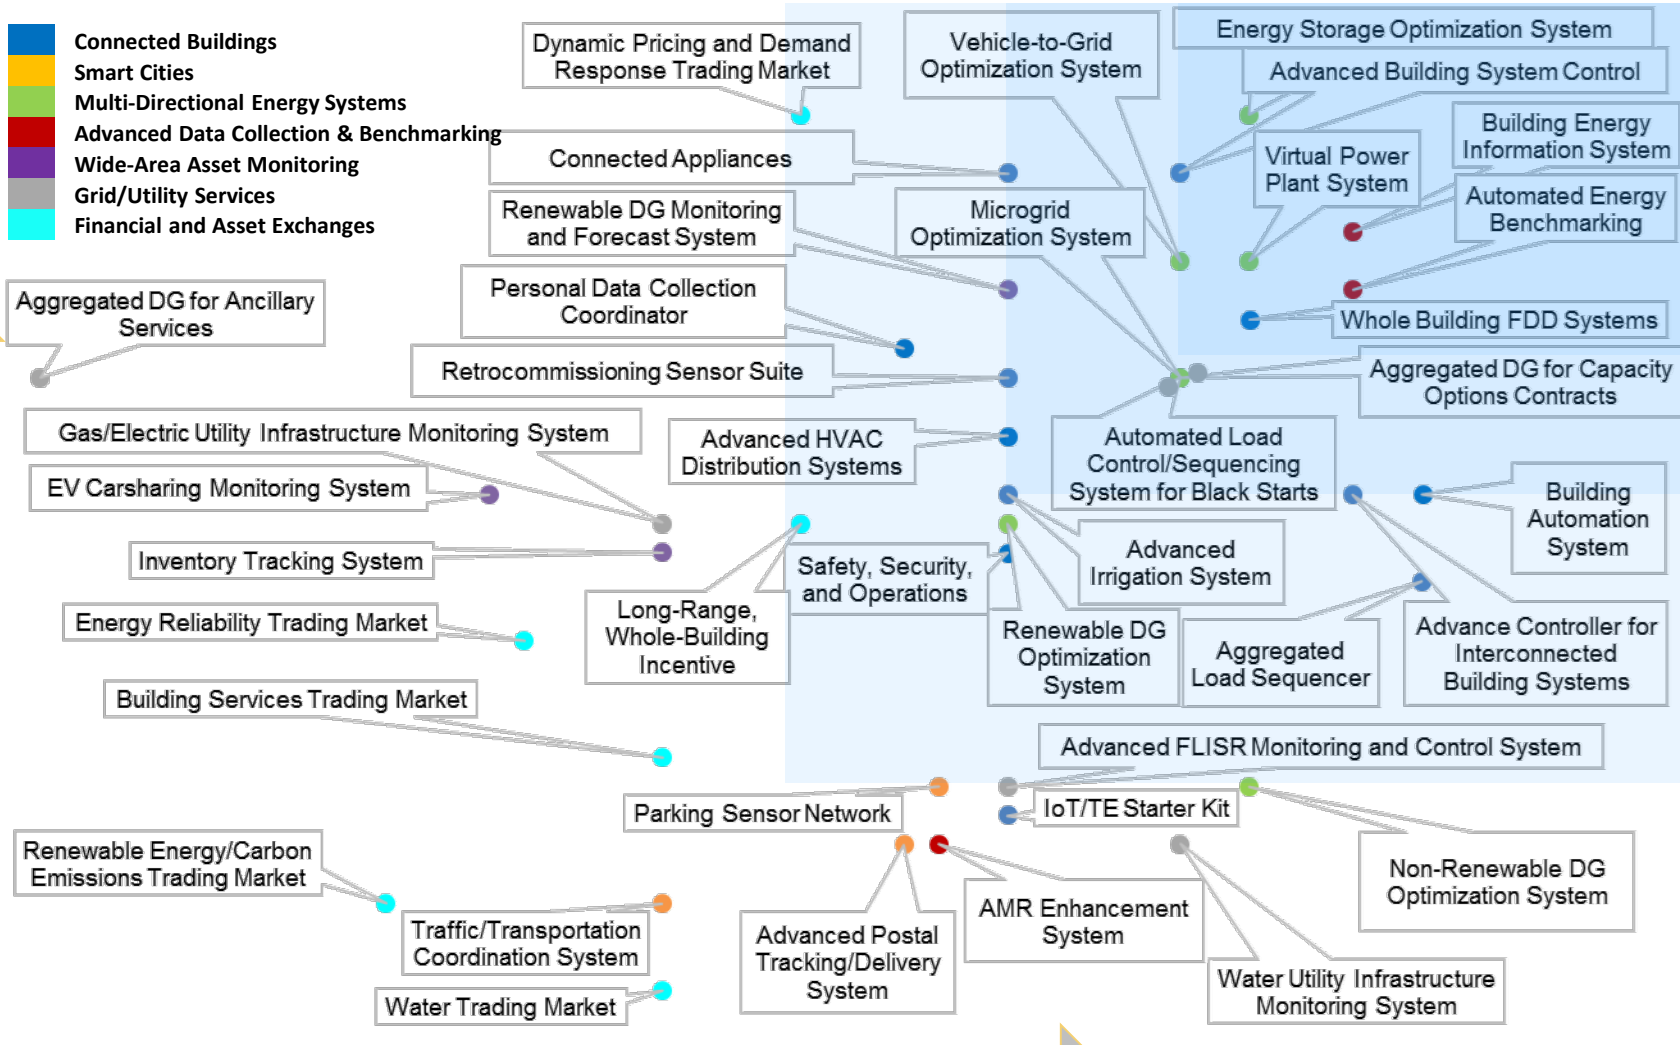 Connected Buildings
Smart Cities
Multi-Directional Energy Systems
Advanced Data Collection & Benchmarking
Wide-Area Asset Monitoring
Grid/Utility Services
Financial and Asset Exchanges
Dynamic Pricing and Demand
Response Trading Market
Vehicle-to-Grid
Optimization System
Energy Storage Optimization System
Advanced Building System Control
Building Energy
Information System
Connected Appliances
Virtual Power
Plant System
Automated Energy
Benchmarking
Renewable DG Monitoring
and Forecast System
Microgrid
Optimization System
Personal Data Collection
Coordinator
Aggregated DG for Ancillary
Services
Whole Building FDD Systems
Retrocommissioning Sensor Suite
Aggregated DG for Capacity
Options Contracts
Gas/Electric Utility Infrastructure Monitoring System
Advanced HVAC
Distribution Systems
Automated Load
Control/Sequencing
System for Black Starts
EV Carsharing Monitoring System
Building
Automation
System
Inventory Tracking System
Safety, Security,
and Operations
Advanced
Irrigation System
Energy Reliability Trading Market
Long-Range,
Whole-Building
Incentive
Renewable DG
Optimization
System
Aggregated
Load Sequencer
Advance Controller for
Interconnected
Building Systems
Building Services Trading Market
Advanced FLISR Monitoring and Control System
Parking Sensor Network
IoT/TE Starter Kit
Renewable Energy/Carbon
Emissions Trading Market
Non-Renewable DG
Optimization System
Traffic/Transportation
Coordination System
Advanced Postal
Tracking/Delivery
System
AMR Enhancement
System
Water Utility Infrastructure
Monitoring System
Water Trading Market